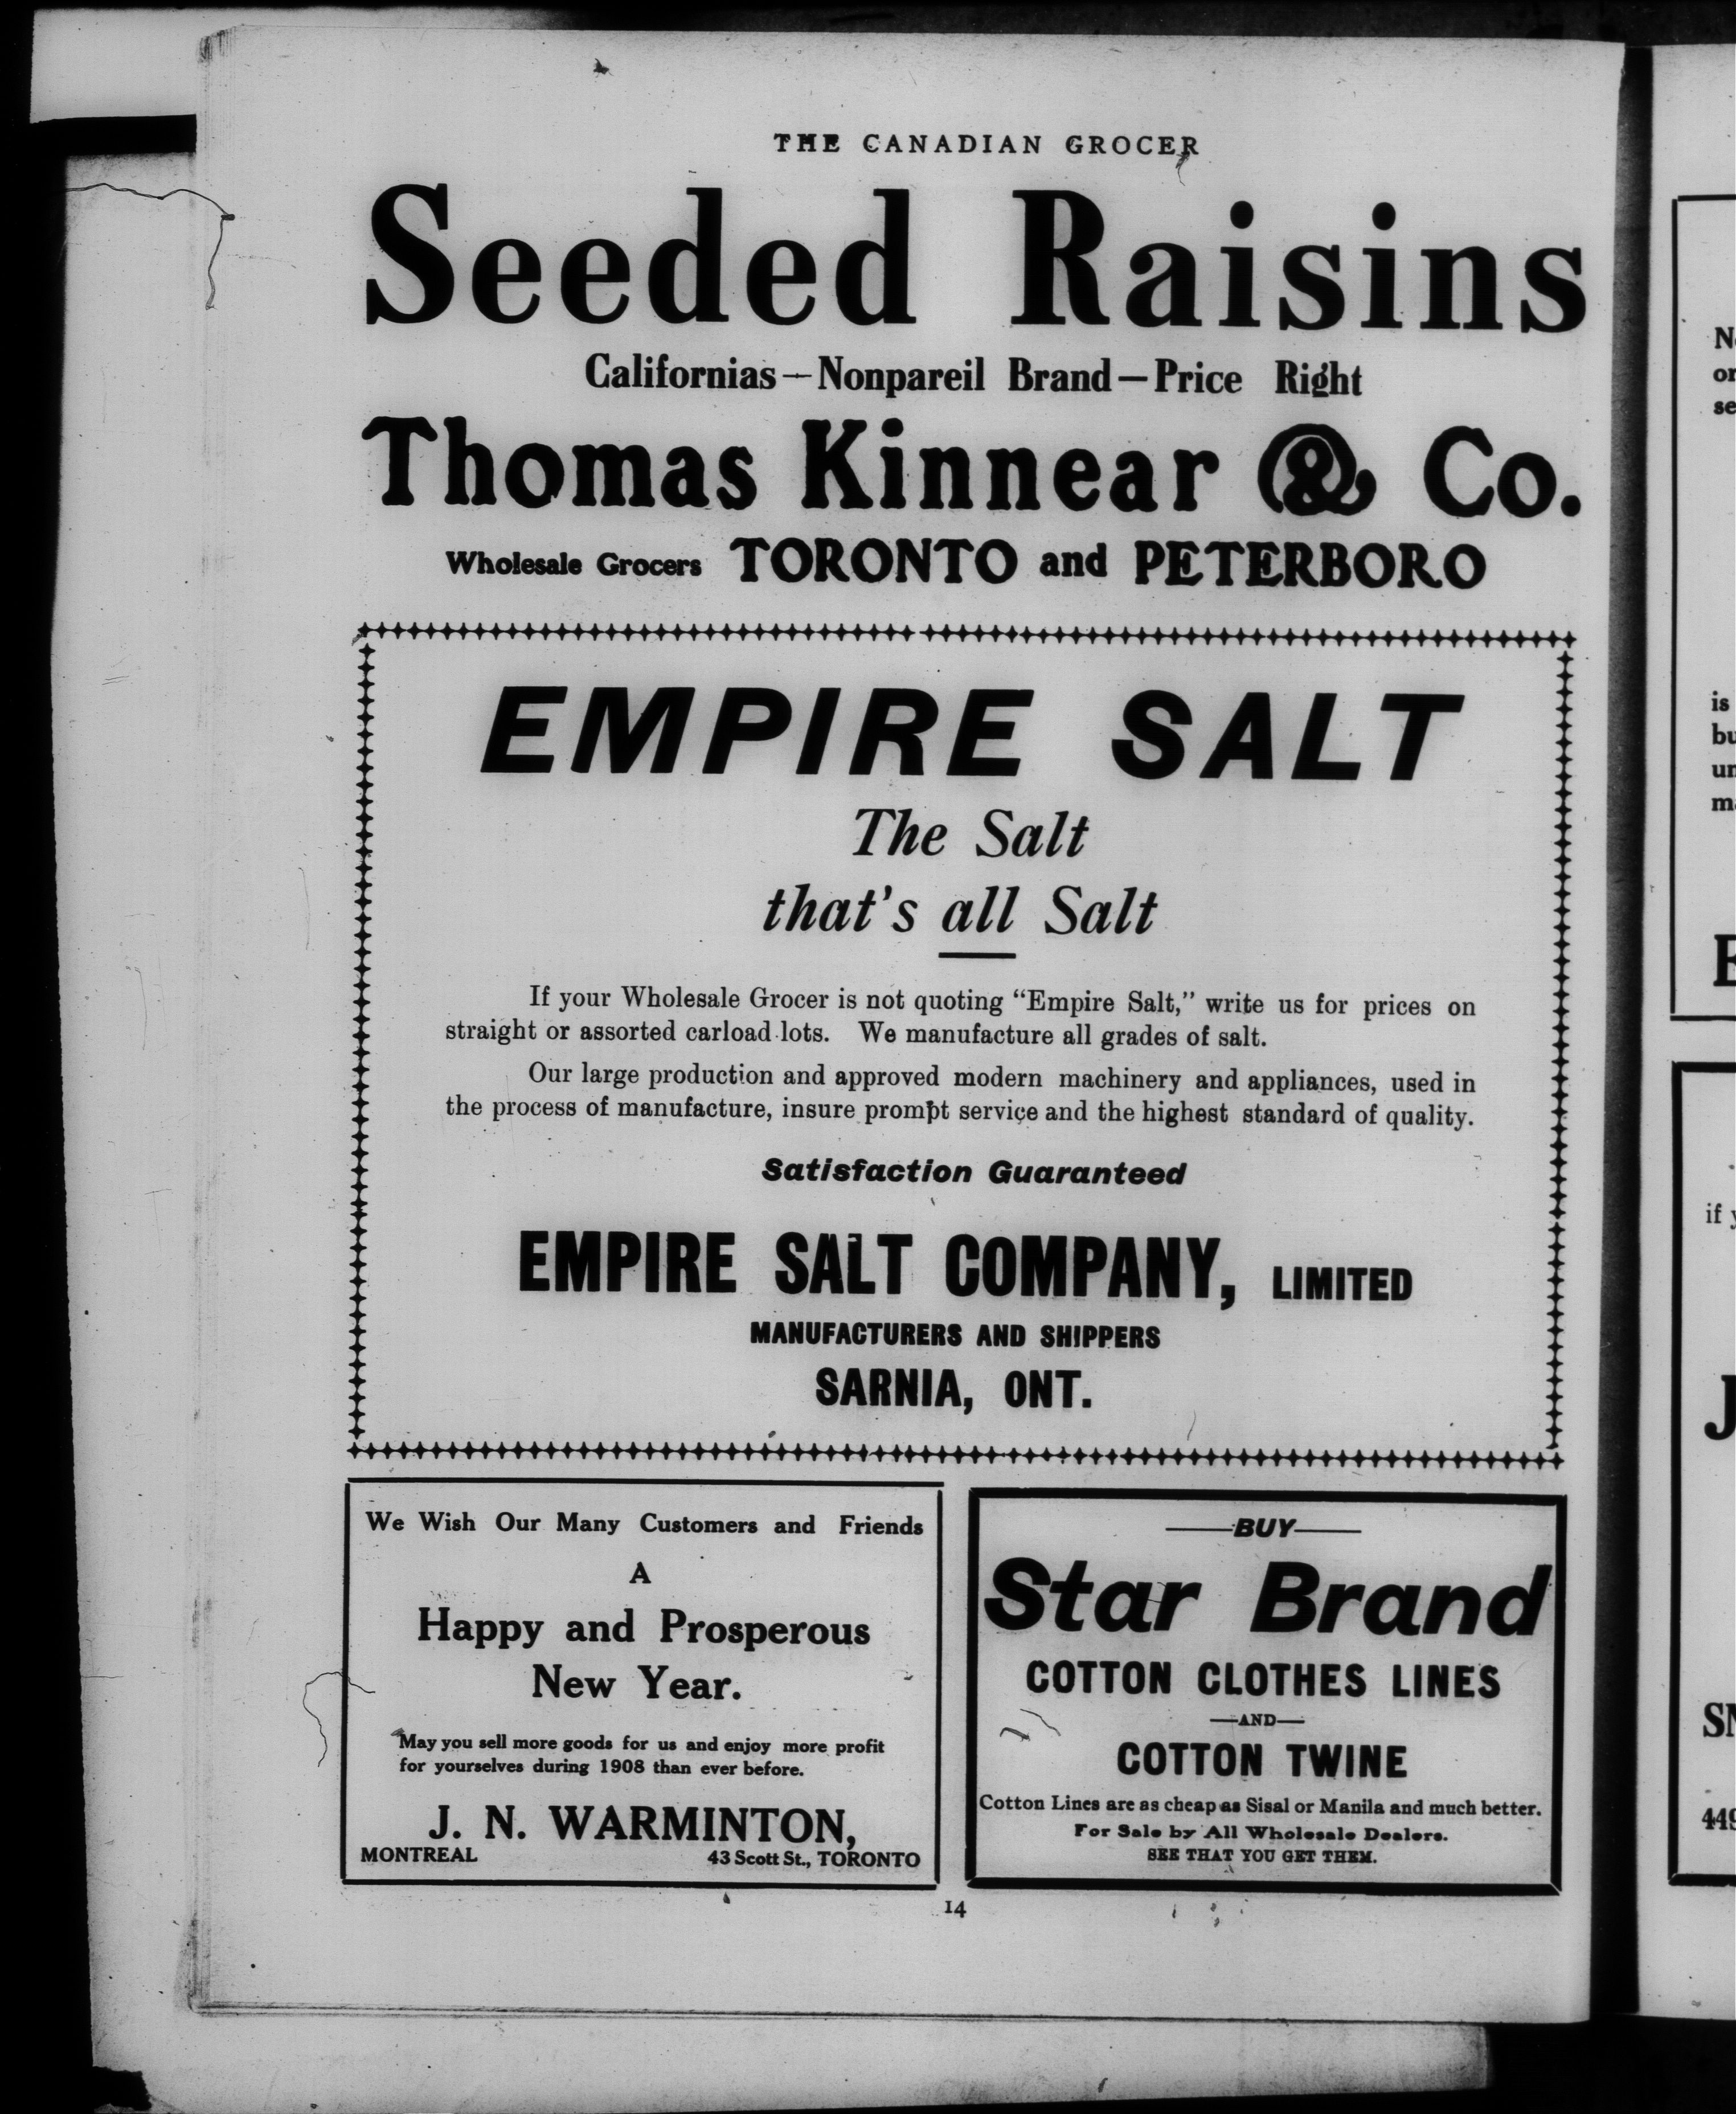 THE CANADIAN GROCER
Seeded Raisins
Californias—Nonpareil Brand—Price Right
Thomas Kinnear & Co.
Wholesale Grocers TORONTO and PETERBORO
EMPIRE SALT
The Salt
that's all Salt
If your Wholesale Grocer is not quoting “Empire Salt,” write us for prices on
straight or assorted carload lots. We manufacture all grades of salt.
Our large production and approved modern machinery and appliances, used in
the process of manufacture, insure prompt service and the highest standard of quality.
Satisfaction Guaranteed
EMPIRE SALT COMPANY, LIMITED
MANUFACTURERS AND SHIPPERS
SARNIA, ONT.
We Wish Our Many Customers and Friends
A
Happy and Prosperous
New Year.
May you sell more goods for us and enjoy more profit
for yourselves during 1908 than ever before.
J. N. WARMINTON,
MONTREAL 43 Scott St., TORONTO
—BUY—
Star Brand
COTTON CLOTHES LINES
—AND—
COTTON TWINE
Cotton Lines are as cheap as Sisal or Manila and much better.
For Sale by All Wholesale Dealers.
SEE THAT YOU GET THEM.
14
is
if
449